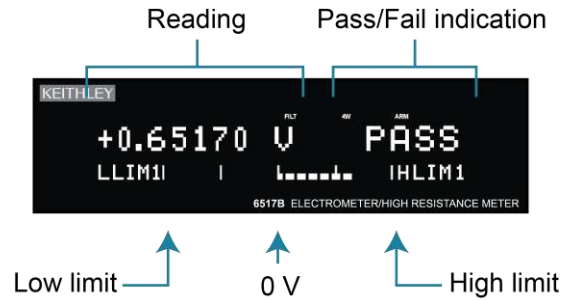 Reading Pass/Fail indication
KEITHLEY
FILT 4W ARM
+0.65170 V PASS
LLIM1 HLIM1
6517B ELECTROMETER/HIGH RESISTANCE METER
Low limit 0 V High limit